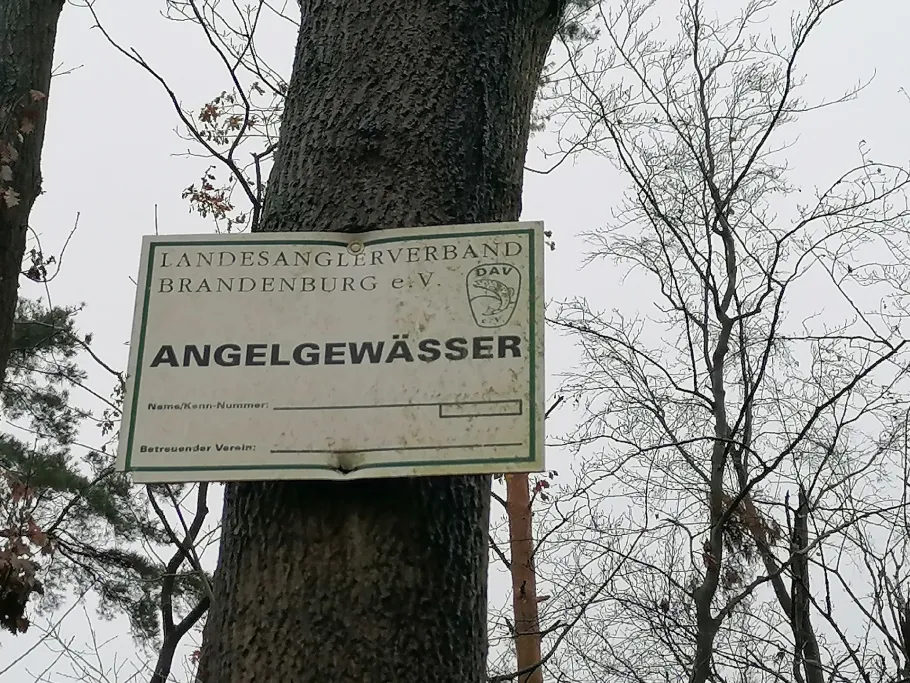 LANDESANGLERVERBAND
BRANDENBURG e.V.
DAV
e.V.
ANGELGEWÄSSER
Name/Kenn-Nummer:
Betreuender Verein: